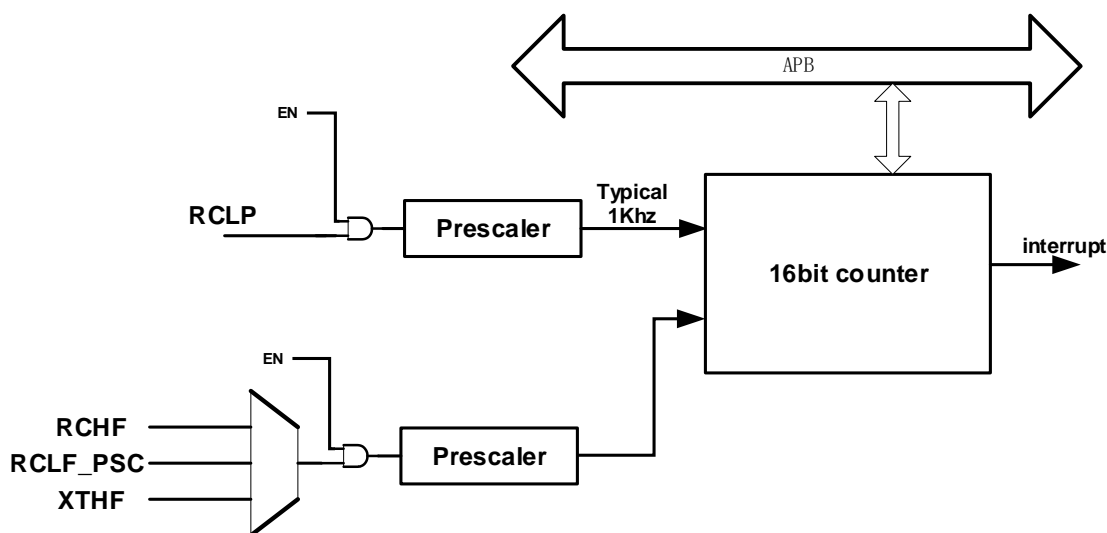 APB
EN
RCLP
Prescaler
Typical
1Khz
16bit counter
interrupt
EN
RCHF
RCLF_PSC
XTHF
Prescaler